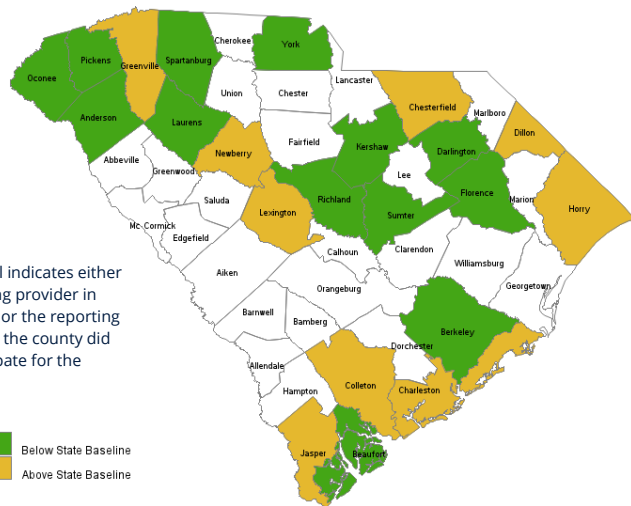 Cherokee
York
Spartanburg
Pickens
Greenville
Oconee
Lancaster
Union
Chester
Chesterfield
Marlboro
Anderson
Laurens
Dillon
Fairfield
Kershaw
Darlington
Newberry
Abbeville
Greenwood
Lee
Florence
Marion
Saluda
Richland
Horry
Lexington
Sumter
Mc Cormick
Edgefield
Calhoun
Clarendon
Williamsburg
l indicates either
Aiken
ng provider in
Orangeburg
Georgetown
or the reporting
Barnwell
Bamberg
Berkeley
the county did
Dorchester
pate for the
Allendale
Colleton
Charleston
Hampton
Jasper
Beaufort
Below State Baseline
Above State Baseline